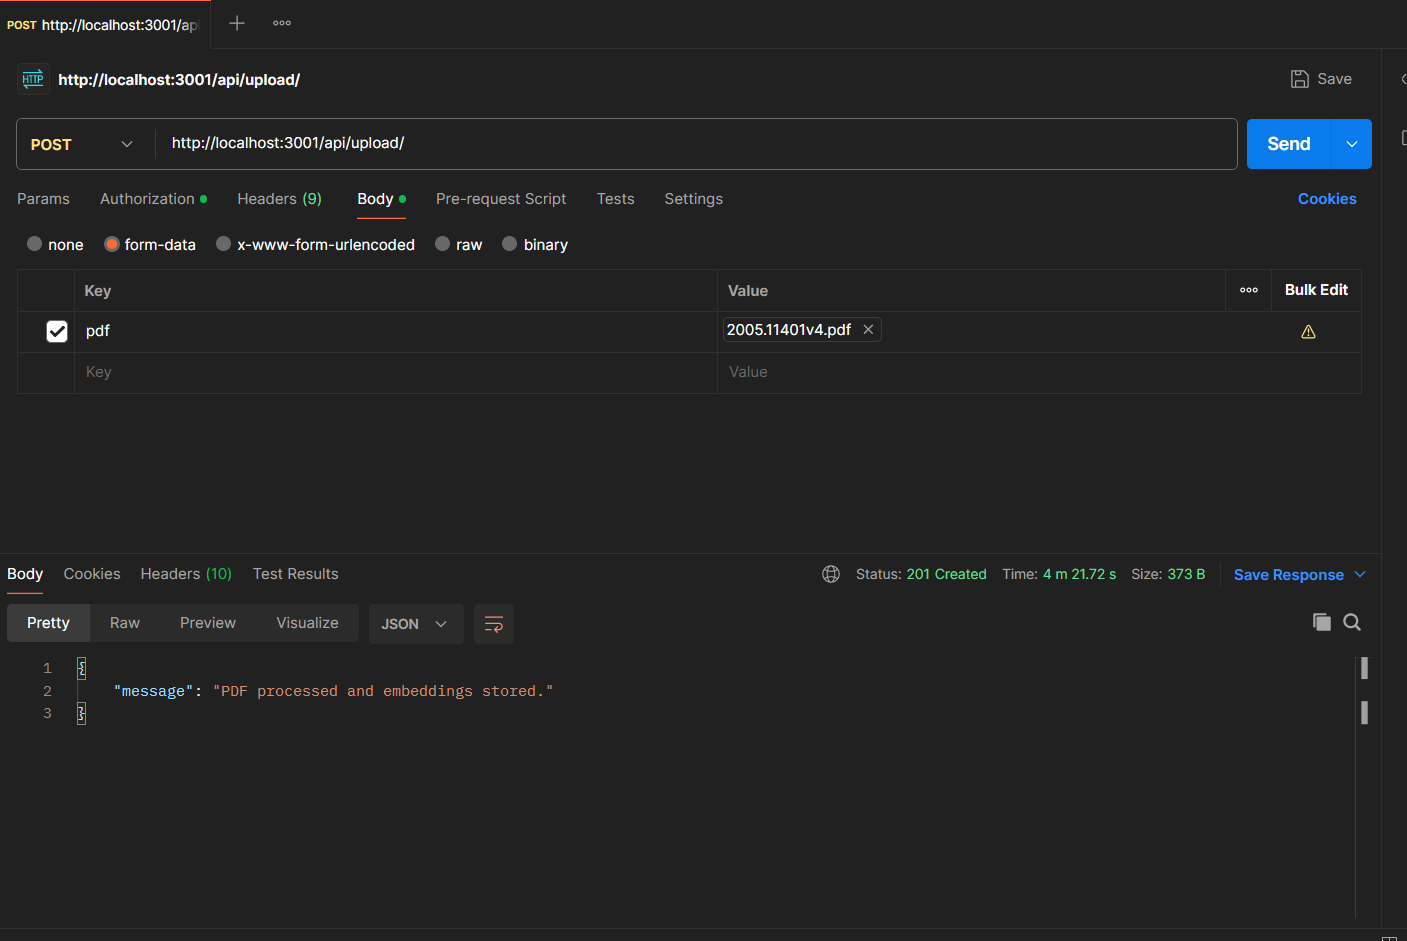 POST http://localhost:3001/api
HTTP http://localhost:3001/api/upload/
Save
POST http://localhost:3001/api/upload/
Send
Params Authorization Headers (9) Body Pre-request Script Tests Settings Cookies
none form-data x-www-form-urlencoded raw binary
Key Value Bulk Edit
pdf 2005.11401v4.pdf
Key Value
Body Cookies Headers (10) Test Results Status: 201 Created Time: 4 m 21.72 s Size: 373 B Save Response
Pretty Raw Preview Visualize JSON
1 {
2 "message": "PDF processed and embeddings stored."
3 }